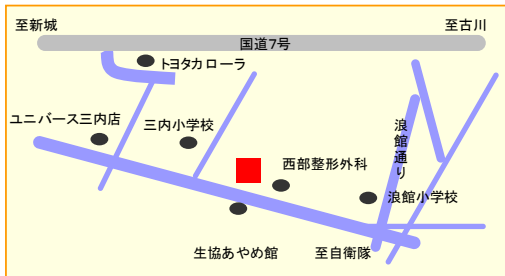 至新城
至古川
国道7号
トヨタカローラ
ユニバース三内店
三内小学校
浪館通り
西部整形外科
浪館小学校
生協あやめ館
至自衛隊